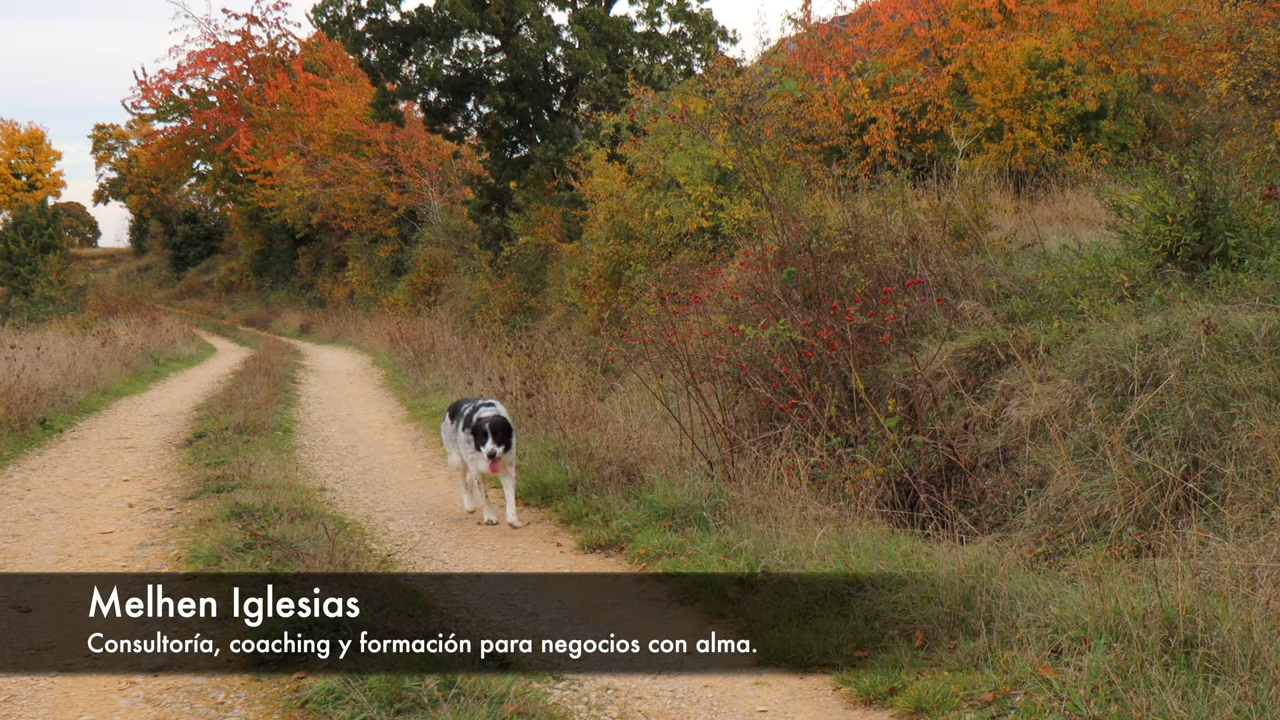 Melhen Iglesias
Consultoría, coaching y formación para negocios con alma.